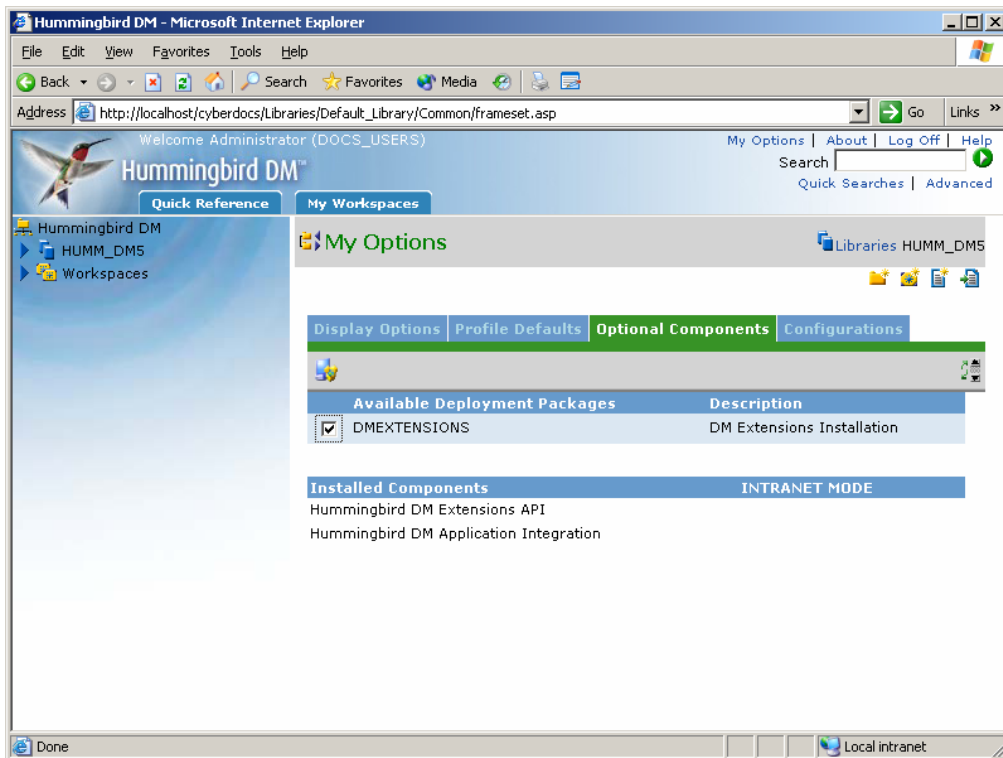 Hummingbird DM - Microsoft Internet Explorer
File Edit View Favorites Tools Help
Back Search Favorites Media
Address http://localhost/cyberdocs/Libraries/Default_Library/Common/frameset.asp Go Links »
Welcome Administrator (DOCS_USERS) My Options | About | Log Off | Help
Hummingbird DM™ Search
Quick Searches | Advanced
Quick Reference My Workspaces
Hummingbird DM
HUMM_DM5
Workspaces
My Options Libraries HUMM_DM5
Display Options Profile Defaults Optional Components Configurations
Available Deployment Packages Description
DMEXTENSIONS DM Extensions Installation
Installed Components INTRANET MODE
Hummingbird DM Extensions API
Hummingbird DM Application Integration
Done Local intranet